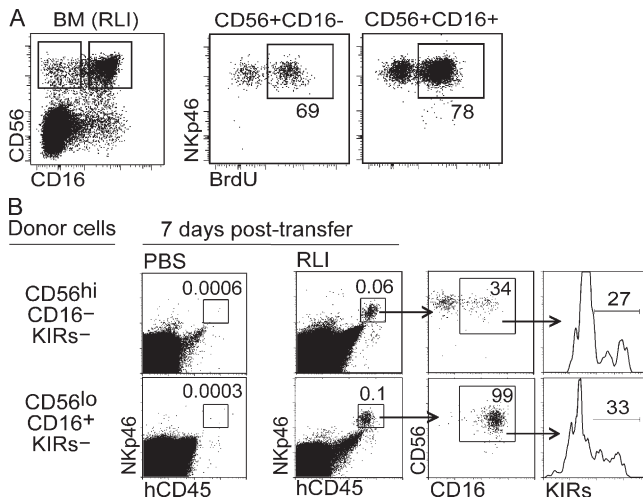 A
BM (RLI)
CD56+CD16-
CD56+CD16+
CD56
CD16
NKp46
BrdU
69
78
B
Donor cells
7 days post-transfer
PBS
RLI
CD56hi
CD16–
KIRs–
0.0006
0.06
34
27
CD56lo
CD16+
KIRs–
0.0003
0.1
99
33
NKp46
hCD45
NKp46
hCD45
CD56
CD16
KIRs